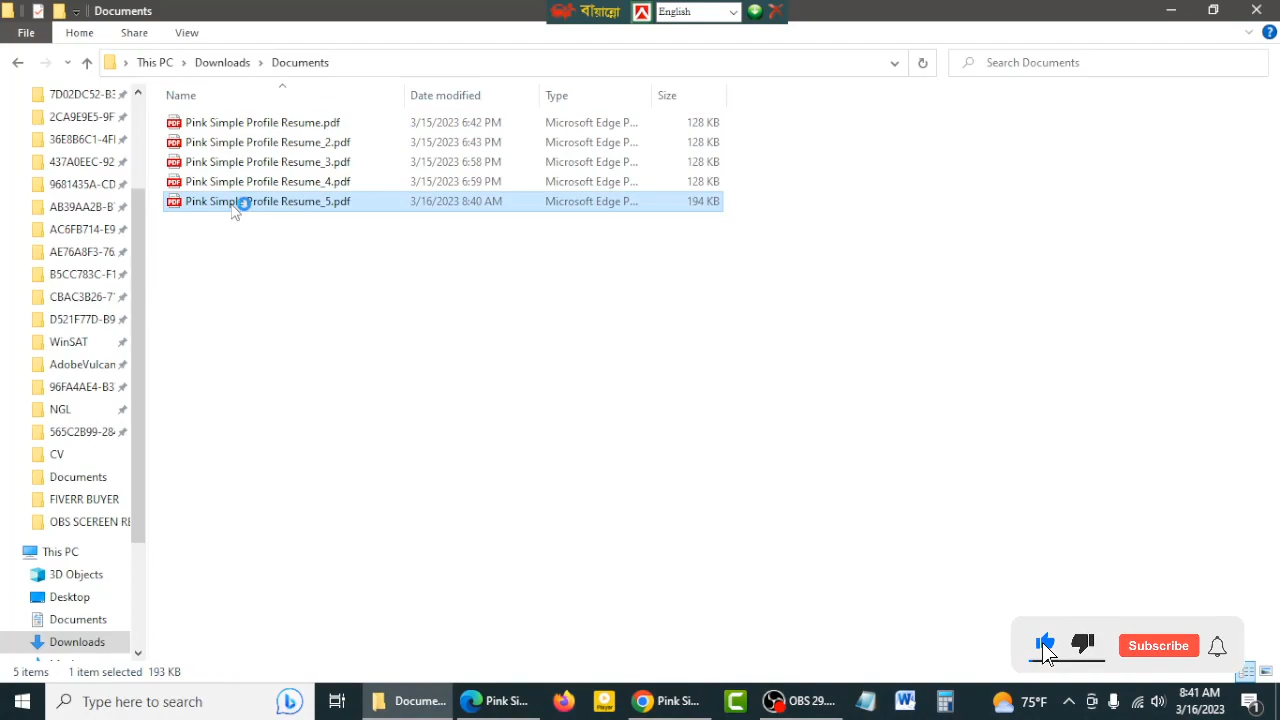 Documents
বায়ান্নো
English
File
Home
Share
View
This PC
Downloads
Documents
Search Documents
Name
Date modified
Type
Size
Pink Simple Profile Resume.pdf
3/15/2023 6:42 PM
Microsoft Edge P...
128 KB
Pink Simple Profile Resume_2.pdf
3/15/2023 6:43 PM
Microsoft Edge P...
128 KB
Pink Simple Profile Resume_3.pdf
3/15/2023 6:58 PM
Microsoft Edge P...
128 KB
Pink Simple Profile Resume_4.pdf
3/15/2023 6:59 PM
Microsoft Edge P...
128 KB
Pink Simple Profile Resume_5.pdf
3/16/2023 8:40 AM
Microsoft Edge P...
194 KB
7D02DC52-B3
2CA9E9E5-9F
36E8B6C1-4FI
437A0EEC-92
9681435A-CD
AB39AA2B-B
AC6FB714-E9
AE76A8F3-76
B5CC783C-F1
CBAC3B26-7
D521F77D-B9
WinSAT
AdobeVulcan
96FA4AE4-B3
NGL
565C2B99-284
CV
Documents
FIVERR BUYER
OBS SCEREEN RE
This PC
3D Objects
Desktop
Documents
Downloads
Subscribe
5 items
1 item selected
193 KB
Type here to search
Docume...
Pink Si...
Player
Pink Si...
OBS 29....
75°F
8:41 AM
3/16/2023
1